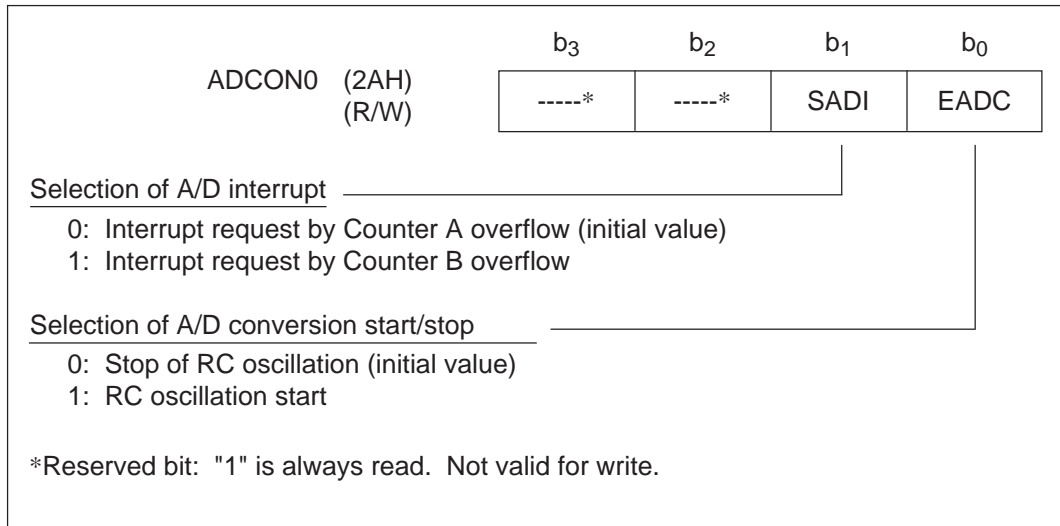 b3 b2 b1 b0
ADCON0 (2AH) -----* -----* SADI EADC
(R/W)
Selection of A/D interrupt
0: Interrupt request by Counter A overflow (initial value)
1: Interrupt request by Counter B overflow
Selection of A/D conversion start/stop
0: Stop of RC oscillation (initial value)
1: RC oscillation start
*Reserved bit: "1" is always read. Not valid for write.